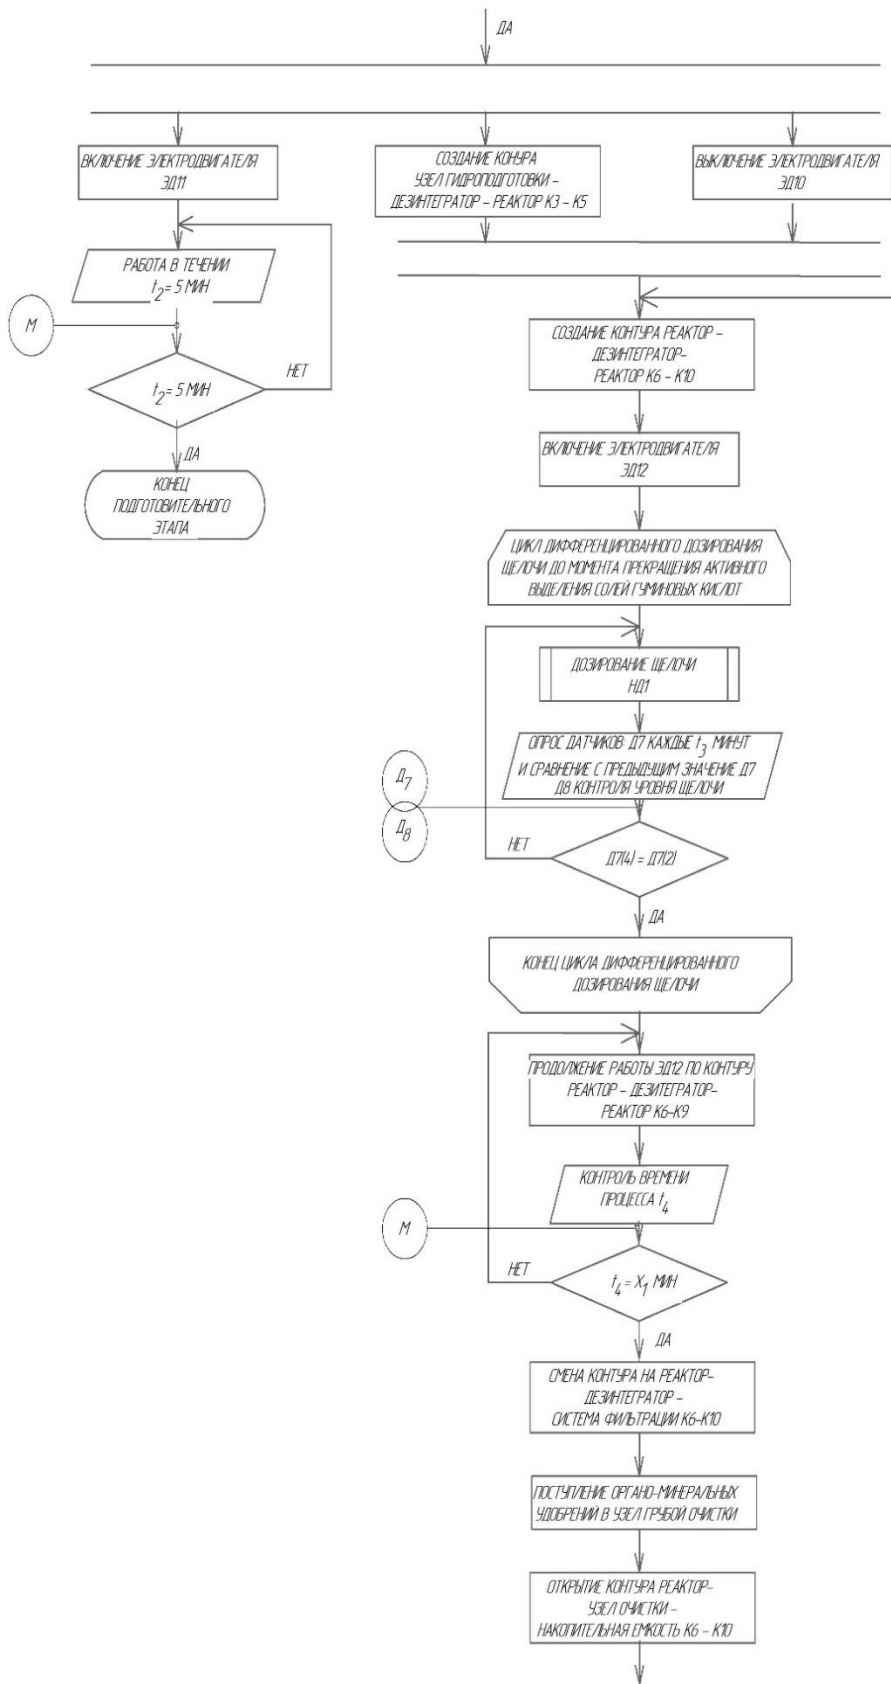 ДА
ВКЛЮЧЕНИЕ ЭЛЕКТРОДВИГАТЕЛЯ
ЭД11
СОЗДАНИЕ КОНУРА
УЗЕЛ ГИДРОПОДГОТОВКИ –
ДЕЗИНТЕГРАТОР – РЕАКТОР К3 – К5
ВЫКЛЮЧЕНИЕ ЭЛЕКТРОДВИГАТЕЛЯ
ЭД10
РАБОТА В ТЕЧЕНИИ
t2 = 5 МИН
М
t2 = 5 МИН
НЕТ
ДА
КОНЕЦ
ПОДГОТОВИТЕЛЬНОГО
ЭТАПА
СОЗДАНИЕ КОНТУРА РЕАКТОР –
ДЕЗИНТЕГРАТОР–
РЕАКТОР К6 – К10
ВКЛЮЧЕНИЕ ЭЛЕКТРОДВИГАТЕЛЯ
ЭД12
ЦИКЛ ДИФФЕРЕНЦИРОВАННОГО ДОЗИРОВАНИЯ
ЩЕЛОЧИ ДО МОМЕНТА ПРЕКРАЩЕНИЯ АКТИВНОГО
ВЫДЕЛЕНИЯ СОЛЕЙ ГУМИНОВЫХ КИСЛОТ
ДОЗИРОВАНИЕ ЩЕЛОЧИ
НД1
ОПРОС ДАТЧИКОВ: Д7 КАЖДЫЕ t3 МИНУТ
И СРАВНЕНИЕ С ПРЕДЫДУЩИМ ЗНАЧЕНИЕ Д7
Д8 КОНТРОЛЯ УРОВНЯ ЩЕЛОЧИ
Д7
Д8
НЕТ
Д7(4) = Д7(2)
ДА
КОНЕЦ ЦИКЛА ДИФФЕРЕНЦИРОВАННОГО
ДОЗИРОВАНИЯ ЩЕЛОЧИ
ПРОДОЛЖЕНИЕ РАБОТЫ ЭД12 ПО КОНТУРУ
РЕАКТОР – ДЕЗИТЕГРАТОР–
РЕАКТОР К6–К9
КОНТРОЛЬ ВРЕМЕНИ
ПРОЦЕССА t4
М
НЕТ
t4 = X1 МИН
ДА
СМЕНА КОНТУРА НА РЕАКТОР–
ДЕЗИНТЕГРАТОР –
СИСТЕМА ФИЛЬТРАЦИИ К6–К10
ПОСТУПЛЕНИЕ ОРГАНО-МИНЕРАЛЬНЫХ
УДОБРЕНИЙ В УЗЕЛ ГРУБОЙ ОЧИСТКИ
ОТКРЫТИЕ КОНТУРА РЕАКТОР–
УЗЕЛ ОЧИСТКИ –
НАКОПИТЕЛЬНАЯ ЕМКОСТЬ К6 – К10